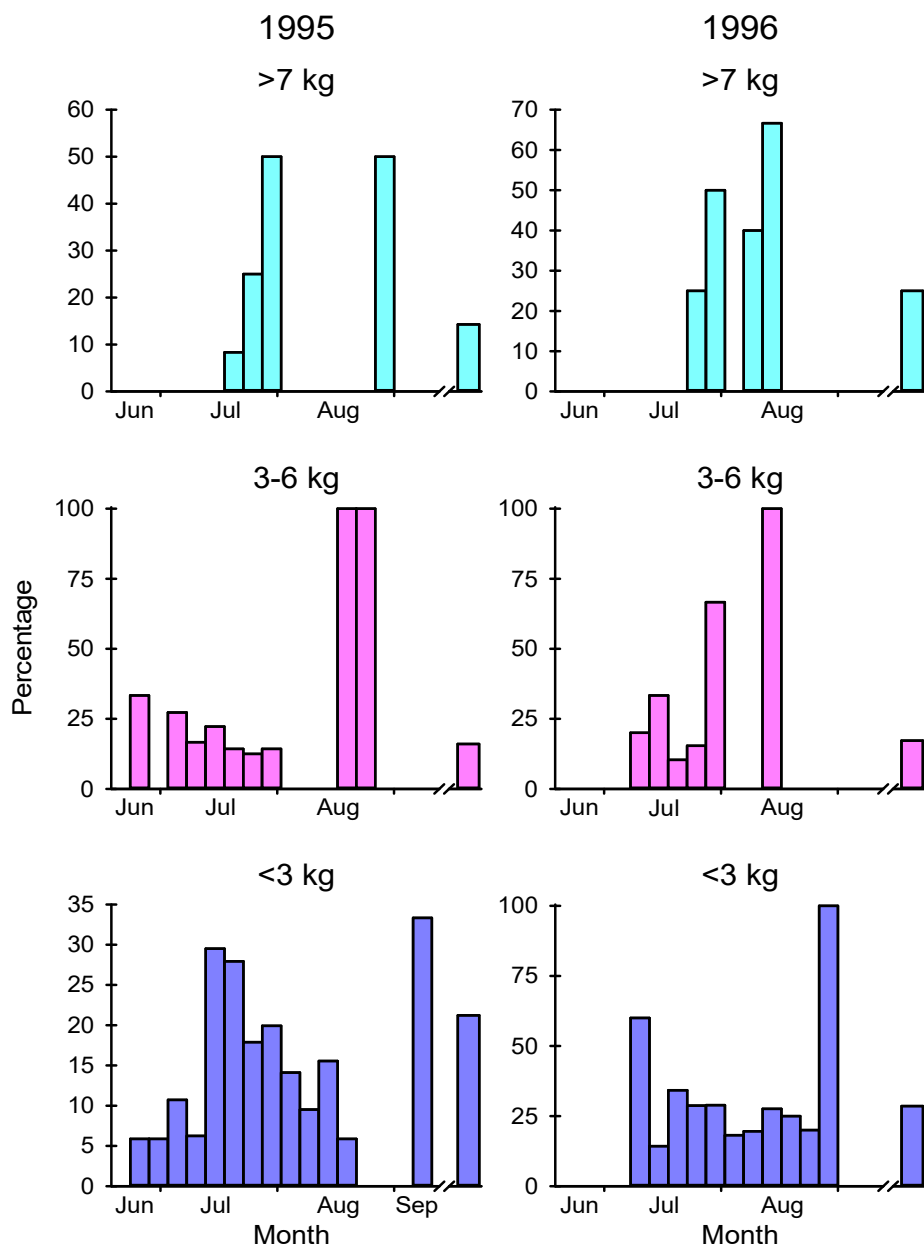 1995 1996
>7 kg >7 kg
60 70
50 60
40 50
30 40
20 30
10 20
0 10
0
Jun Jul Aug Jun Jul Aug
3-6 kg 3-6 kg
100 100
75 75
50 50
25 25
0 0
Percentage
Jun Jul Aug Jun Jul Aug
<3 kg <3 kg
35 100
30 75
25 50
20 25
15 0
10
5
0
Jun Jul Aug Sep Jun Jul Aug
Month Month